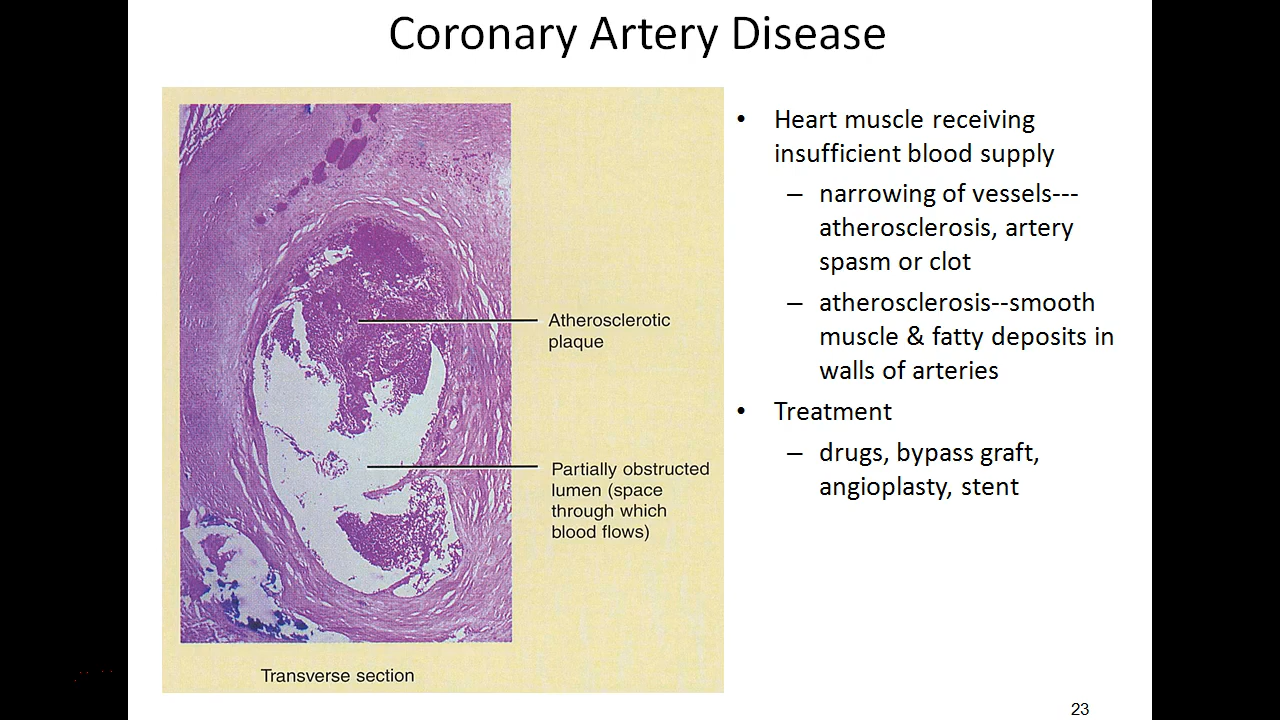 Coronary Artery Disease
Atherosclerotic
plaque
Partially obstructed
lumen (space
through which
blood flows)
Transverse section
• Heart muscle receiving
insufficient blood supply
– narrowing of vessels---
atherosclerosis, artery
spasm or clot
– atherosclerosis--smooth
muscle & fatty deposits in
walls of arteries
• Treatment
– drugs, bypass graft,
angioplasty, stent
23